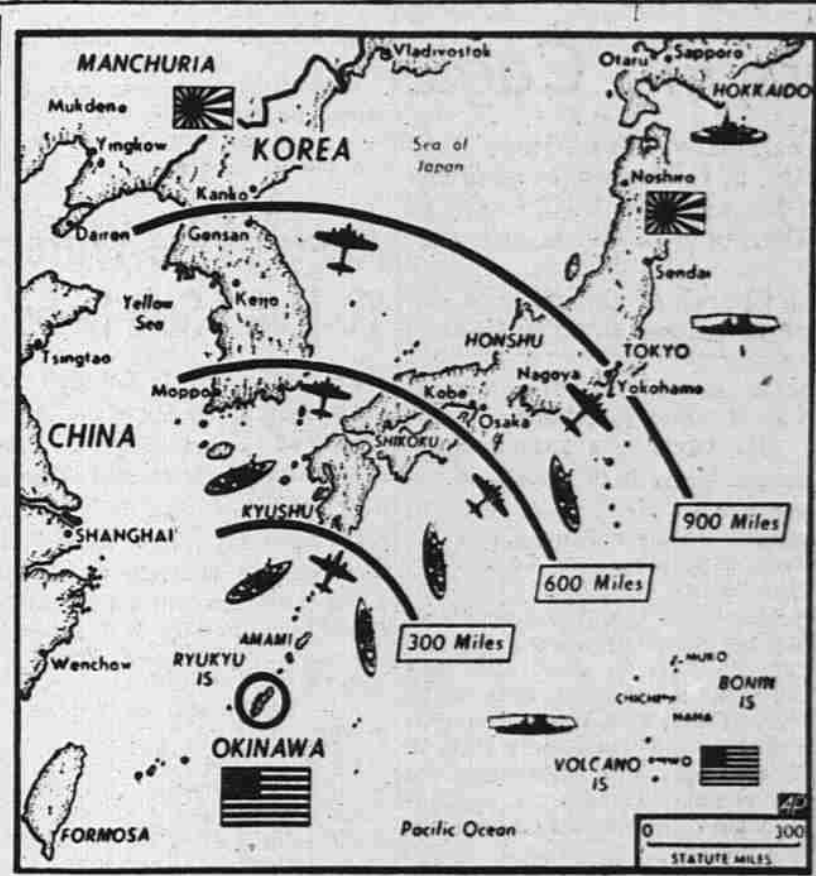 Vladivostok
MANCHURIA
Otaru
Sapporo
HOKKAIDO
Mukden
Sea of
Japan
Yingkow
KOREA
Noshiro
Kanko
Dairen
Gensan
Sendai
Yellow
Sea
Keijo
HONSHU
TOKYO
Tsingtao
Nagoya
Yokohama
Moppo
Kobe
Osaka
CHINA
SHIKOKU
KYUSHU
900 Miles
SHANGHAI
600 Miles
300 Miles
AMAMI
Wenchow
RYUKYU
IS
MUKO
BONIN
IS
CHICHI
HAHA
OKINAWA
VOLCANO
IS
IWO
FORMOSA
Pacific Ocean
0 300
STATUTE MILES